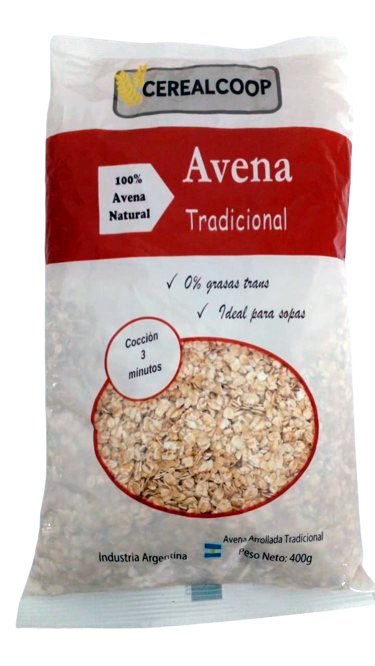 CEREALCOOP
100%
Avena
Natural
Avena
Tradicional
✓ 0% grasas trans
✓ Ideal para sopas
Cocción
3
minutos
Avena Arrollada Tradicional
Industria Argentina
Peso Neto: 400g